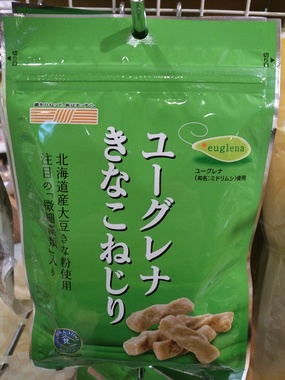 euglena
ユーグレナ
(和名:ミドリムシ)使用
ユーグレナ
きなこねじり
北海道産大豆きな粉使用
注目の「微細藻類」入り